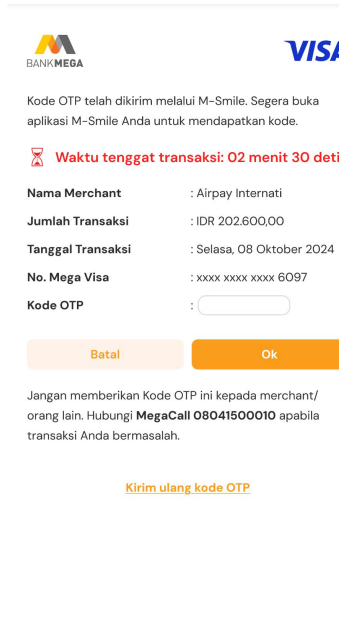 BANKMEGA
VISA
Kode OTP telah dikirim melalui M-Smile. Segera buka
aplikasi M-Smile Anda untuk mendapatkan kode.
Waktu tenggat transaksi: 02 menit 30 deti
Nama Merchant : Airpay Internati
Jumlah Transaksi : IDR 202.600,00
Tanggal Transaksi : Selasa, 08 Oktober 2024
No. Mega Visa : xxxx xxxx xxxx 6097
Kode OTP :
Batal Ok
Jangan memberikan Kode OTP ini kepada merchant/
orang lain. Hubungi MegaCall 08041500010 apabila
transaksi Anda bermasalah.
Kirim ulang kode OTP